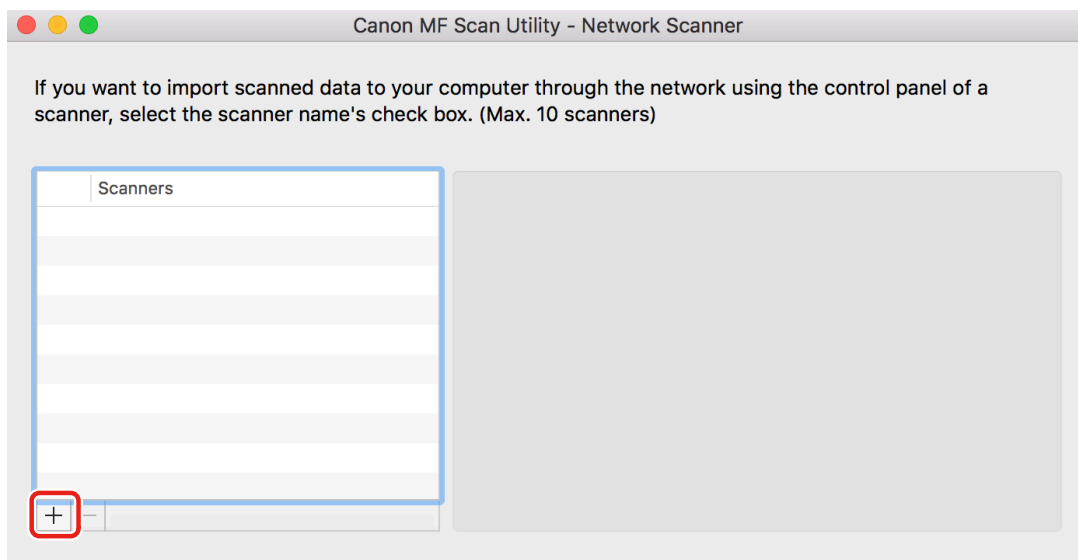 Canon MF Scan Utility - Network Scanner
If you want to import scanned data to your computer through the network using the control panel of a
scanner, select the scanner name's check box. (Max. 10 scanners)
Scanners
+ −